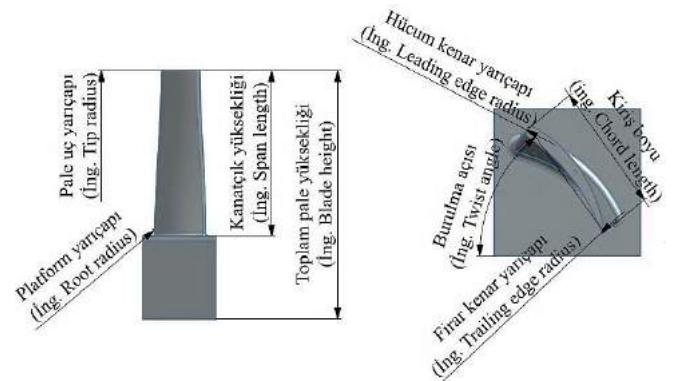 Pale uç yarıçapı
(İng. Tip radius)
Kanatçık yüksekliği
(İng. Span length)
Toplam pale yüksekliği
(İng. Blade height)
Platform yarıçapı
(İng. Root radius)
Hücum kenar yarıçapı
(İng. Leading edge radius)
Kiriş boyu
(ing. Chord length)
Burulma açısı
(İng. Twist angle)
Firar kenar yarıçapı
(İng. Trailing edge radius)